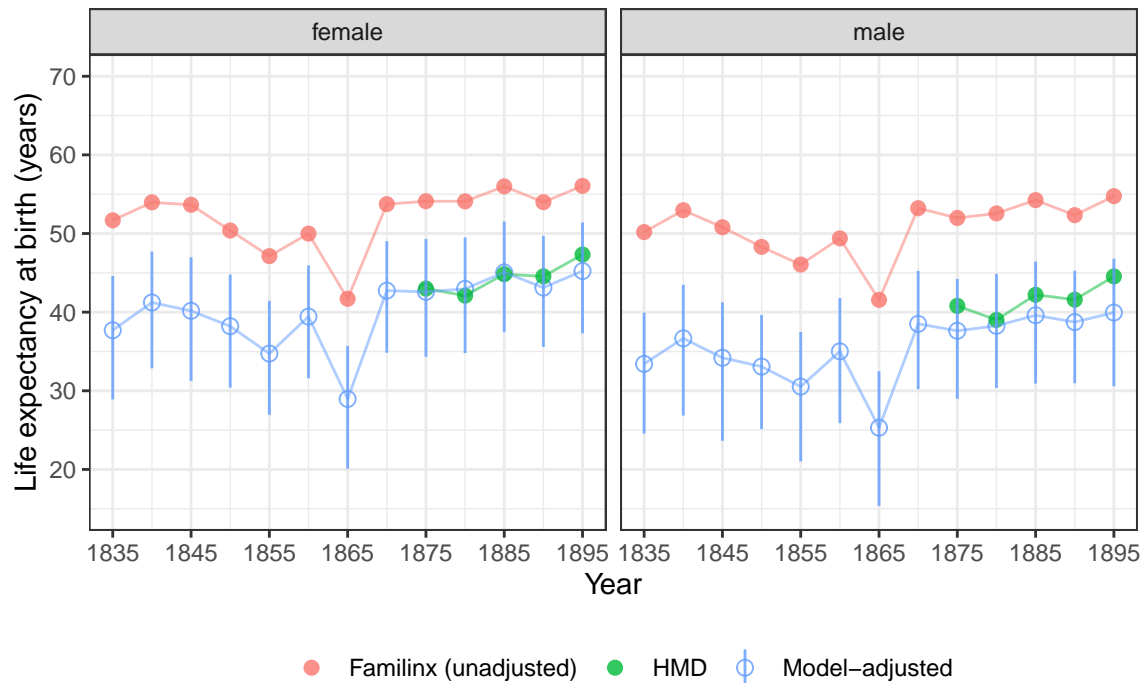 female male
Life expectancy at birth (years)
70
60
50
40
30
20
1835 1845 1855 1865 1875 1885 1895 1835 1845 1855 1865 1875 1885 1895
Year
Familinx (unadjusted) HMD Model−adjusted